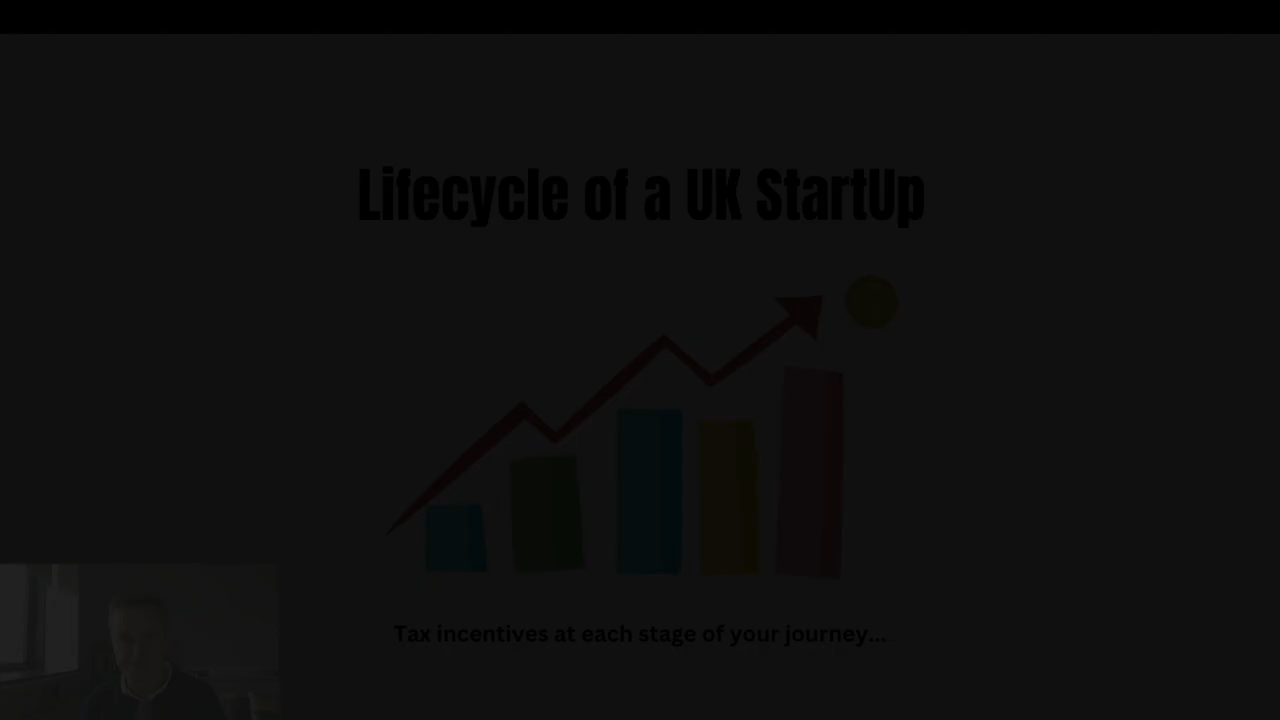 Lifecycle of a UK StartUp
Tax incentives at each stage of your journey...